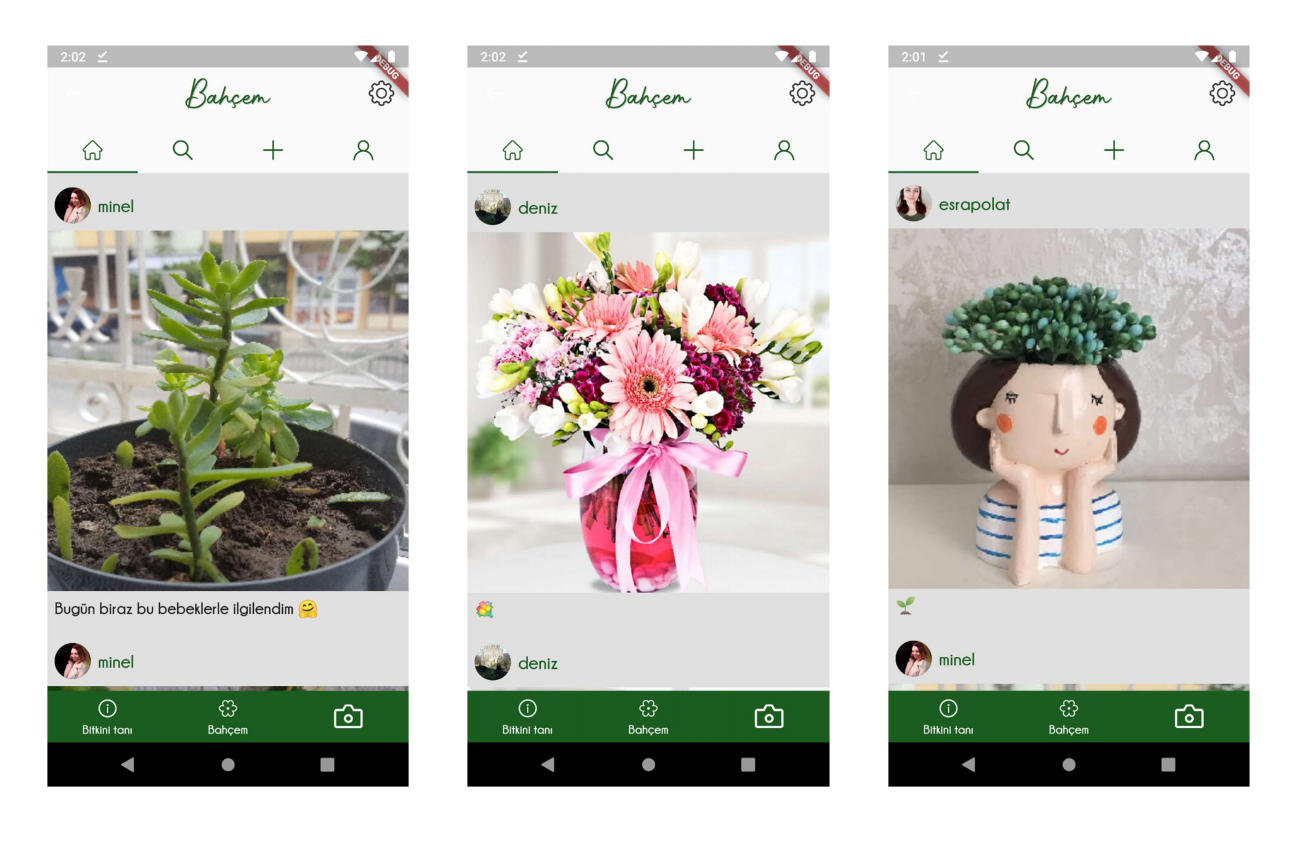 2:02
DEBUG
Bahçem
minel
Bugün biraz bu bebeklerle ilgilendim 🤗
minel
Bitkini tanı
Bahçem
2:02
DEBUG
Bahçem
deniz
deniz
Bitkini tanı
Bahçem
2:01
DEBUG
Bahçem
esrapolat
🌱
minel
Bitkini tanı
Bahçem